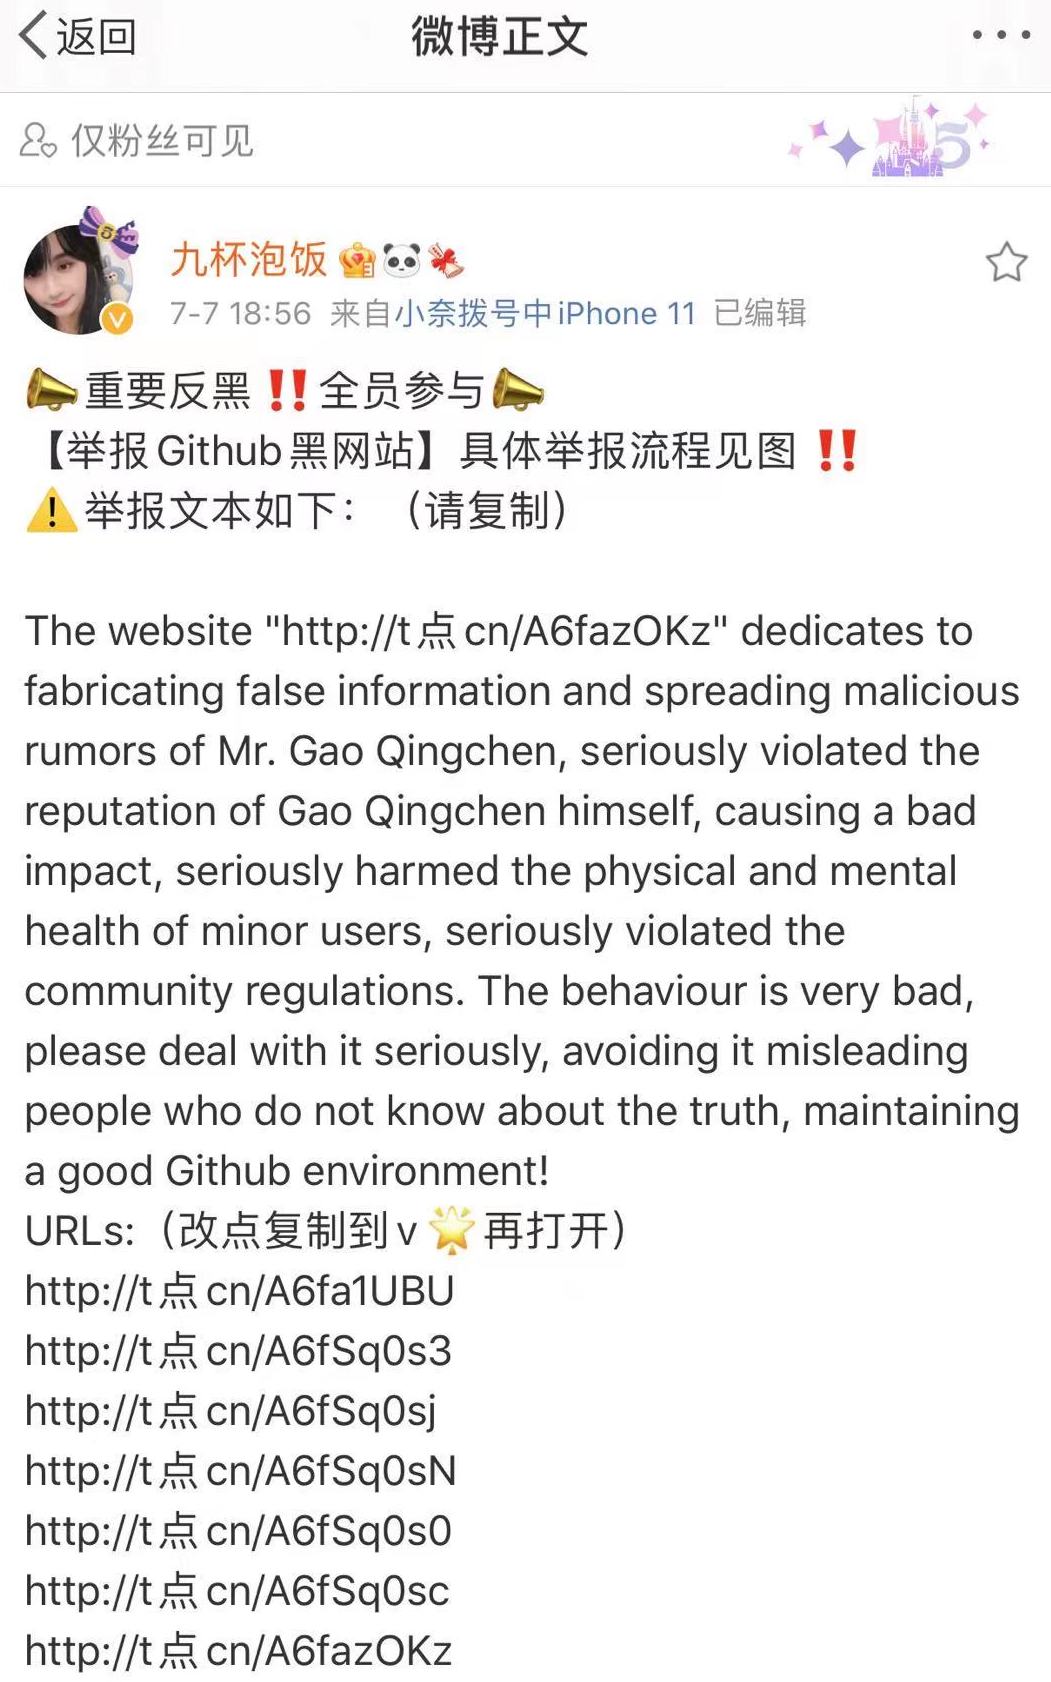 返回
微博正文
仅粉丝可见
5
九杯泡饭
7-7 18:56 来自小奈拨号中iPhone 11 已编辑
重要反黑‼️全员参与
【举报Github黑网站】具体举报流程见图‼️
举报文本如下：（请复制）
The website "http://t点cn/A6fazOKz" dedicates to
fabricating false information and spreading malicious
rumors of Mr. Gao Qingchen, seriously violated the
reputation of Gao Qingchen himself, causing a bad
impact, seriously harmed the physical and mental
health of minor users, seriously violated the
community regulations. The behaviour is very bad,
please deal with it seriously, avoiding it misleading
people who do not know about the truth, maintaining
a good Github environment!
URLs:（改点复制到v🌟再打开）
http://t点cn/A6fa1UBU
http://t点cn/A6fSq0s3
http://t点cn/A6fSq0sj
http://t点cn/A6fSq0sN
http://t点cn/A6fSq0s0
http://t点cn/A6fSq0sc
http://t点cn/A6fazOKz